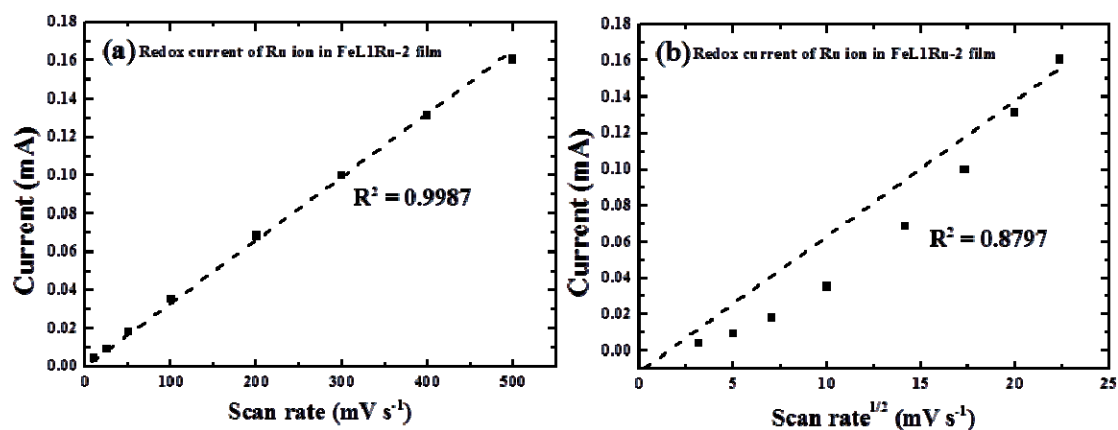 (a) Redox current of Ru ion in FeL1Ru-2 film
0.18
0.16
0.14
0.12
0.10
0.08
0.06
0.04
0.02
0.00
Current (mA)
R² = 0.9987
0 100 200 300 400 500
Scan rate (mV s⁻¹)
(b) Redox current of Ru ion in FeL1Ru-2 film
0.18
0.16
0.14
0.12
0.10
0.08
0.06
0.04
0.02
0.00
Current (mA)
R² = 0.8797
0 5 10 15 20 25
Scan rate^1/2 (mV s⁻¹)